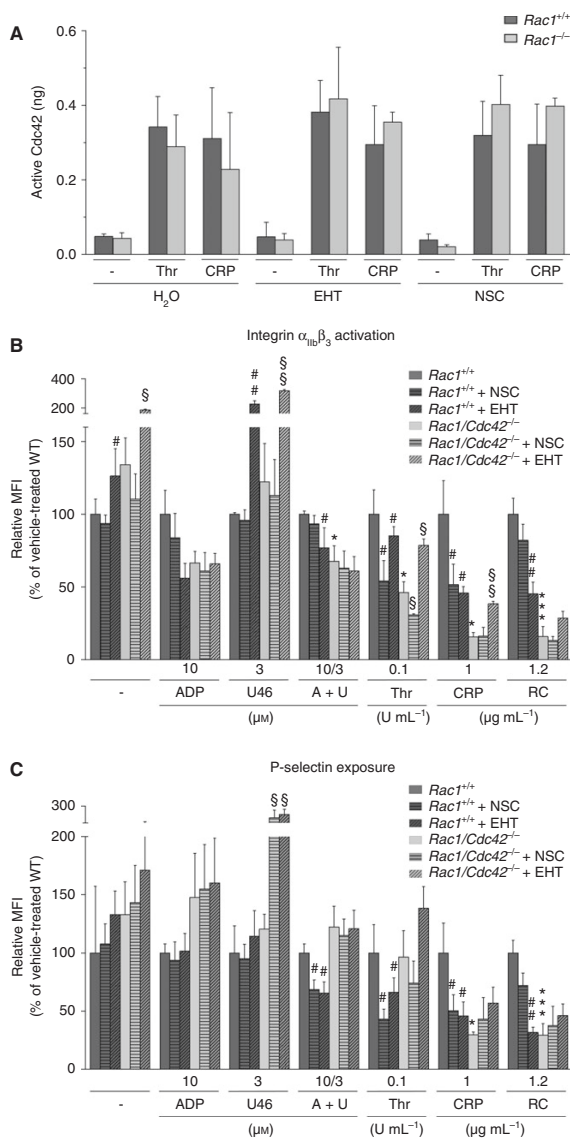 A
Rac1+/+
Rac1–/–
Active Cdc42 (ng)
0.6
0.4
0.2
0.0
- Thr CRP - Thr CRP - Thr CRP
H2O EHT NSC
B
Integrin αIIbβ3 activation
Rac1+/+
Rac1+/+ + NSC
Rac1+/+ + EHT
Rac1/Cdc42–/–
Rac1/Cdc42–/– + NSC
Rac1/Cdc42–/– + EHT
Relative MFI
(% of vehicle-treated WT)
400
200
150
100
50
0
# § # # § § # * # # * § § # # * § § # # * * *
10 3 10/3 0.1 1 1.2
- ADP U46 A + U Thr CRP RC
(μM) (U mL–1) (μg mL–1)
C
P-selectin exposure
Rac1+/+
Rac1+/+ + NSC
Rac1+/+ + EHT
Rac1/Cdc42–/–
Rac1/Cdc42–/– + NSC
Rac1/Cdc42–/– + EHT
Relative MFI
(% of vehicle-treated WT)
300
200
150
100
50
0
§ § # # # # # # * # # * * *
10 3 10/3 0.1 1 1.2
- ADP U46 A + U Thr CRP RC
(μM) (U mL–1) (μg mL–1)